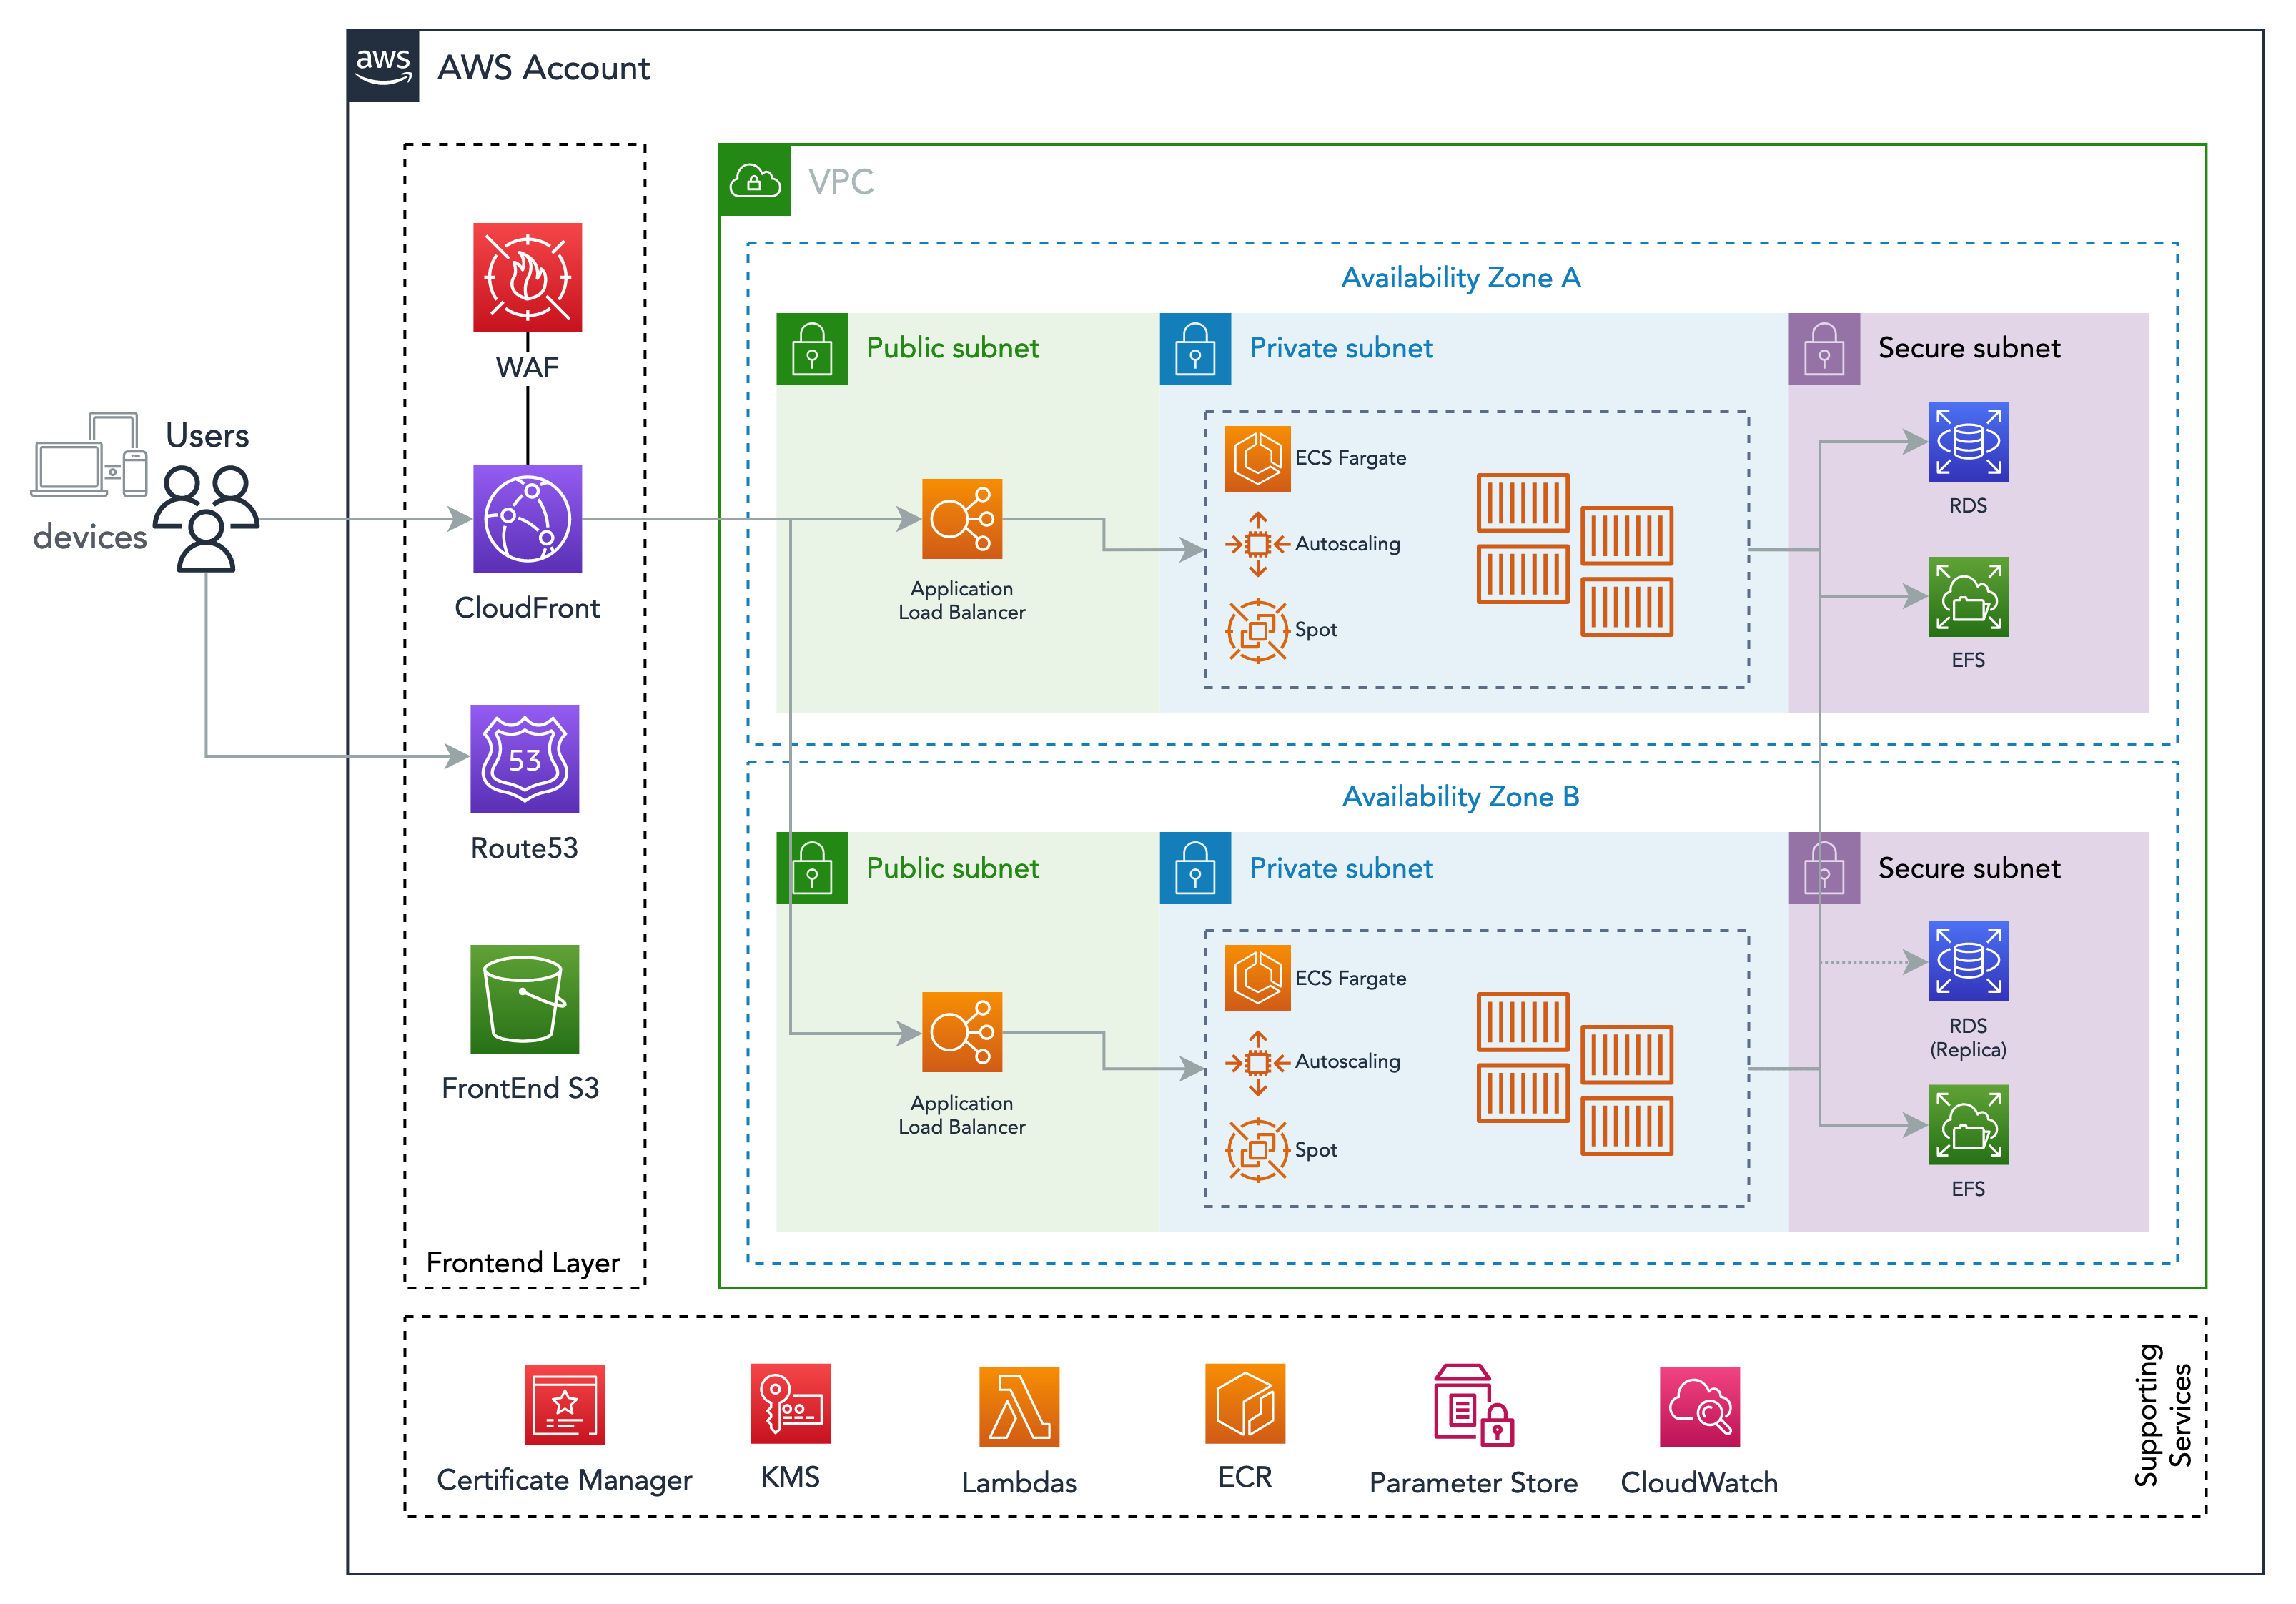 aws
AWS Account
Users
devices
WAF
CloudFront
53
Route53
FrontEnd S3
Frontend Layer
VPC
Availability Zone A
Public subnet
Private subnet
Secure subnet
Application
Load Balancer
ECS Fargate
Autoscaling
Spot
RDS
EFS
Availability Zone B
Public subnet
Private subnet
Secure subnet
Application
Load Balancer
ECS Fargate
Autoscaling
Spot
RDS
(Replica)
EFS
Certificate Manager
KMS
Lambdas
ECR
Parameter Store
CloudWatch
Supporting
Services